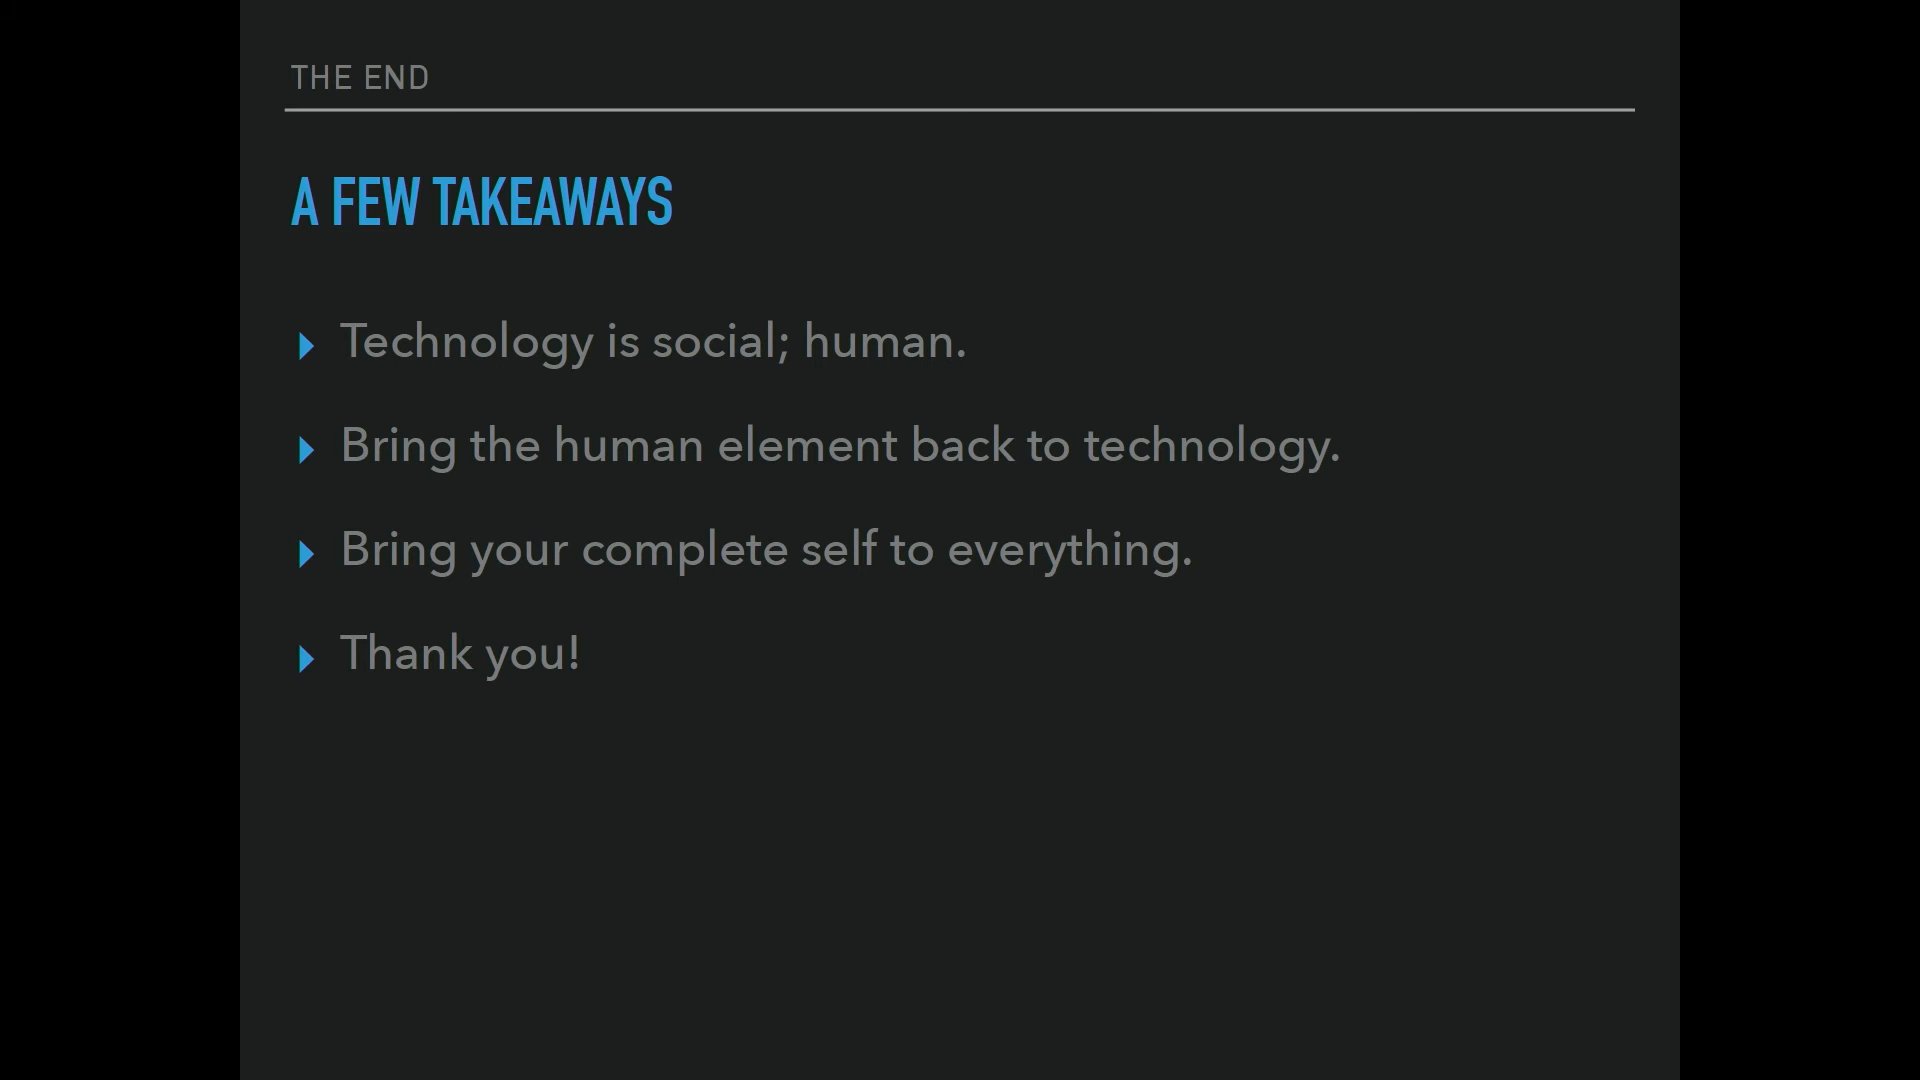 THE END
A FEW TAKEAWAYS
Technology is social; human.
Bring the human element back to technology.
Bring your complete self to everything.
Thank you!